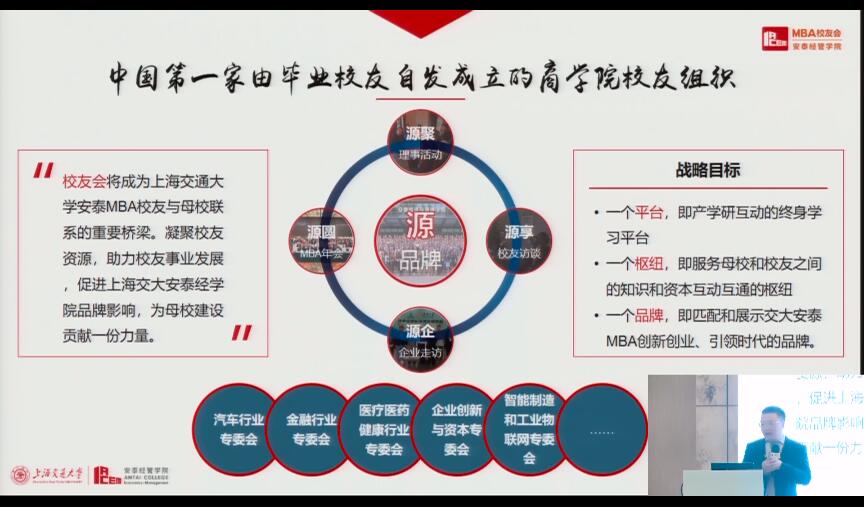 MBA校友会
安泰经管学院
中国第一家由毕业校友自发成立的商学院校友组织
校友会将成为上海交通大
学安泰MBA校友与母校联
系的重要桥梁。凝聚校友
资源，助力校友事业发展
，促进上海交大安泰经学
院品牌影响，为母校建设
贡献一份力量。
源聚
理事活动
源圆
MBA年会
源
品牌
源享
校友访谈
源企
企业走访
战略目标
• 一个平台，即产学研互动的终身学
习平台
• 一个枢纽，即服务母校和校友之间
的知识和资本互动互通的枢纽
• 一个品牌，即匹配和展示交大安泰
MBA创新创业、引领时代的品牌。
汽车行业
专委会
金融行业
专委会
医疗医药
健康行业
专委会
企业创新
与资本专
委会
智能制造
和工业物
联网专委
会
……
上海交通大学
安泰经管学院
ANTAI COLLEGE
Economics & Management
，促进上海
院品牌影响
贡献一份力